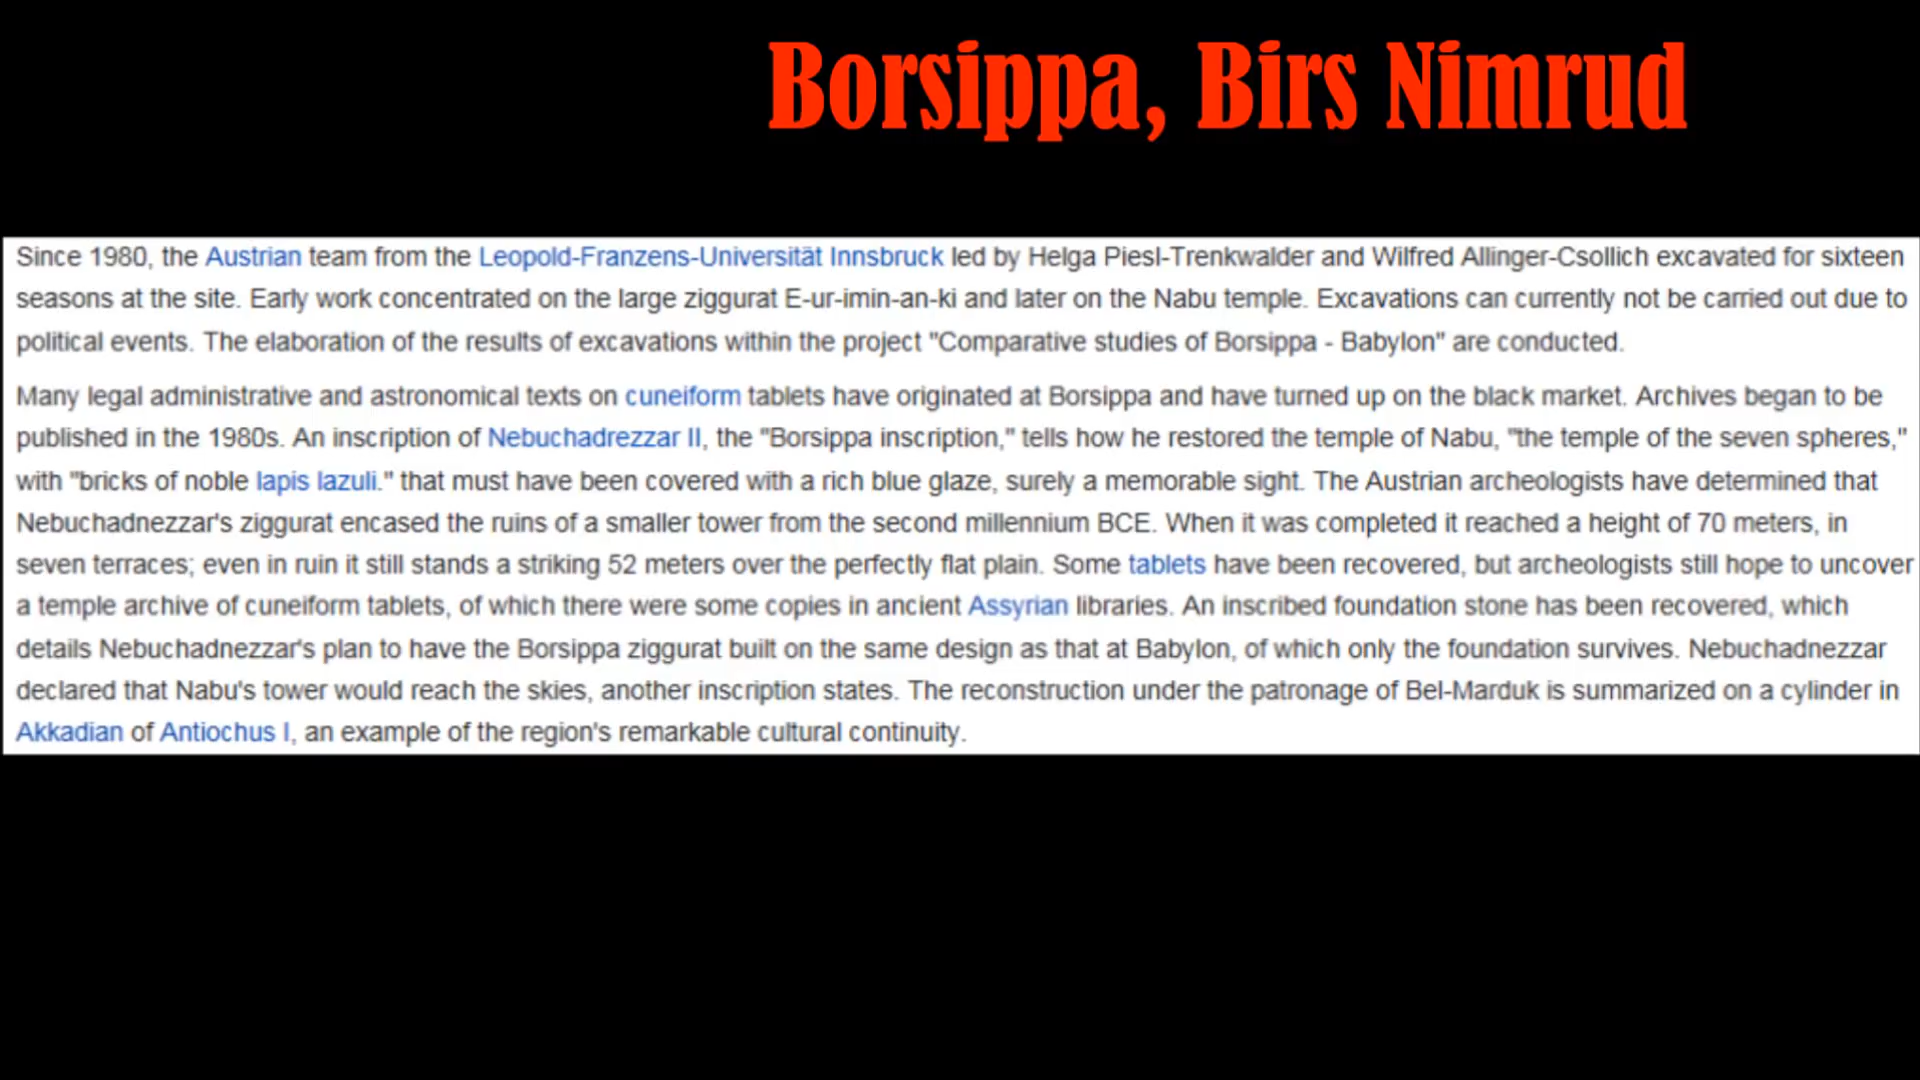 Borsippa, Birs Nimrud
Since 1980, the Austrian team from the Leopold-Franzens-Universität Innsbruck led by Helga Piesl-Trenkwalder and Wilfred Allinger-Csollich excavated for sixteen
seasons at the site. Early work concentrated on the large ziggurat E-ur-imin-an-ki and later on the Nabu temple. Excavations can currently not be carried out due to
political events. The elaboration of the results of excavations within the project "Comparative studies of Borsippa - Babylon" are conducted.
Many legal administrative and astronomical texts on cuneiform tablets have originated at Borsippa and have turned up on the black market. Archives began to be
published in the 1980s. An inscription of Nebuchadrezzar II, the "Borsippa inscription," tells how he restored the temple of Nabu, "the temple of the seven spheres,"
with "bricks of noble lapis lazuli." that must have been covered with a rich blue glaze, surely a memorable sight. The Austrian archeologists have determined that
Nebuchadnezzar's ziggurat encased the ruins of a smaller tower from the second millennium BCE. When it was completed it reached a height of 70 meters, in
seven terraces; even in ruin it still stands a striking 52 meters over the perfectly flat plain. Some tablets have been recovered, but archeologists still hope to uncover
a temple archive of cuneiform tablets, of which there were some copies in ancient Assyrian libraries. An inscribed foundation stone has been recovered, which
details Nebuchadnezzar's plan to have the Borsippa ziggurat built on the same design as that at Babylon, of which only the foundation survives. Nebuchadnezzar
declared that Nabu's tower would reach the skies, another inscription states. The reconstruction under the patronage of Bel-Marduk is summarized on a cylinder in
Akkadian of Antiochus I, an example of the region's remarkable cultural continuity.